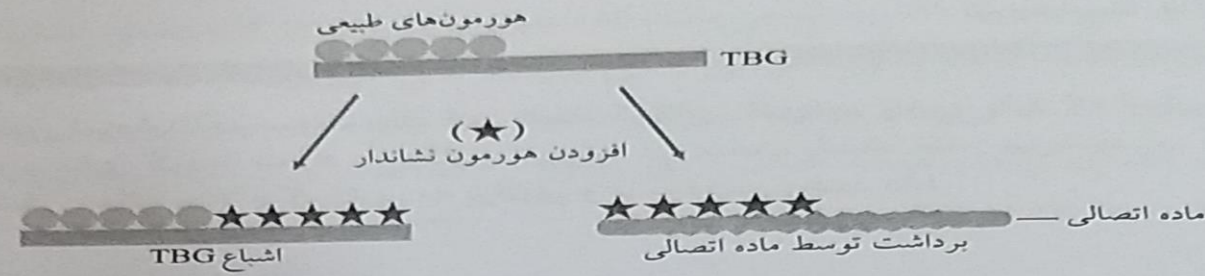 هورمون‌های طبیعی
TBG
(★)
افزودن هورمون نشاندار
ماده اتصالی
اشباع TBG
برداشت توسط ماده اتصالی